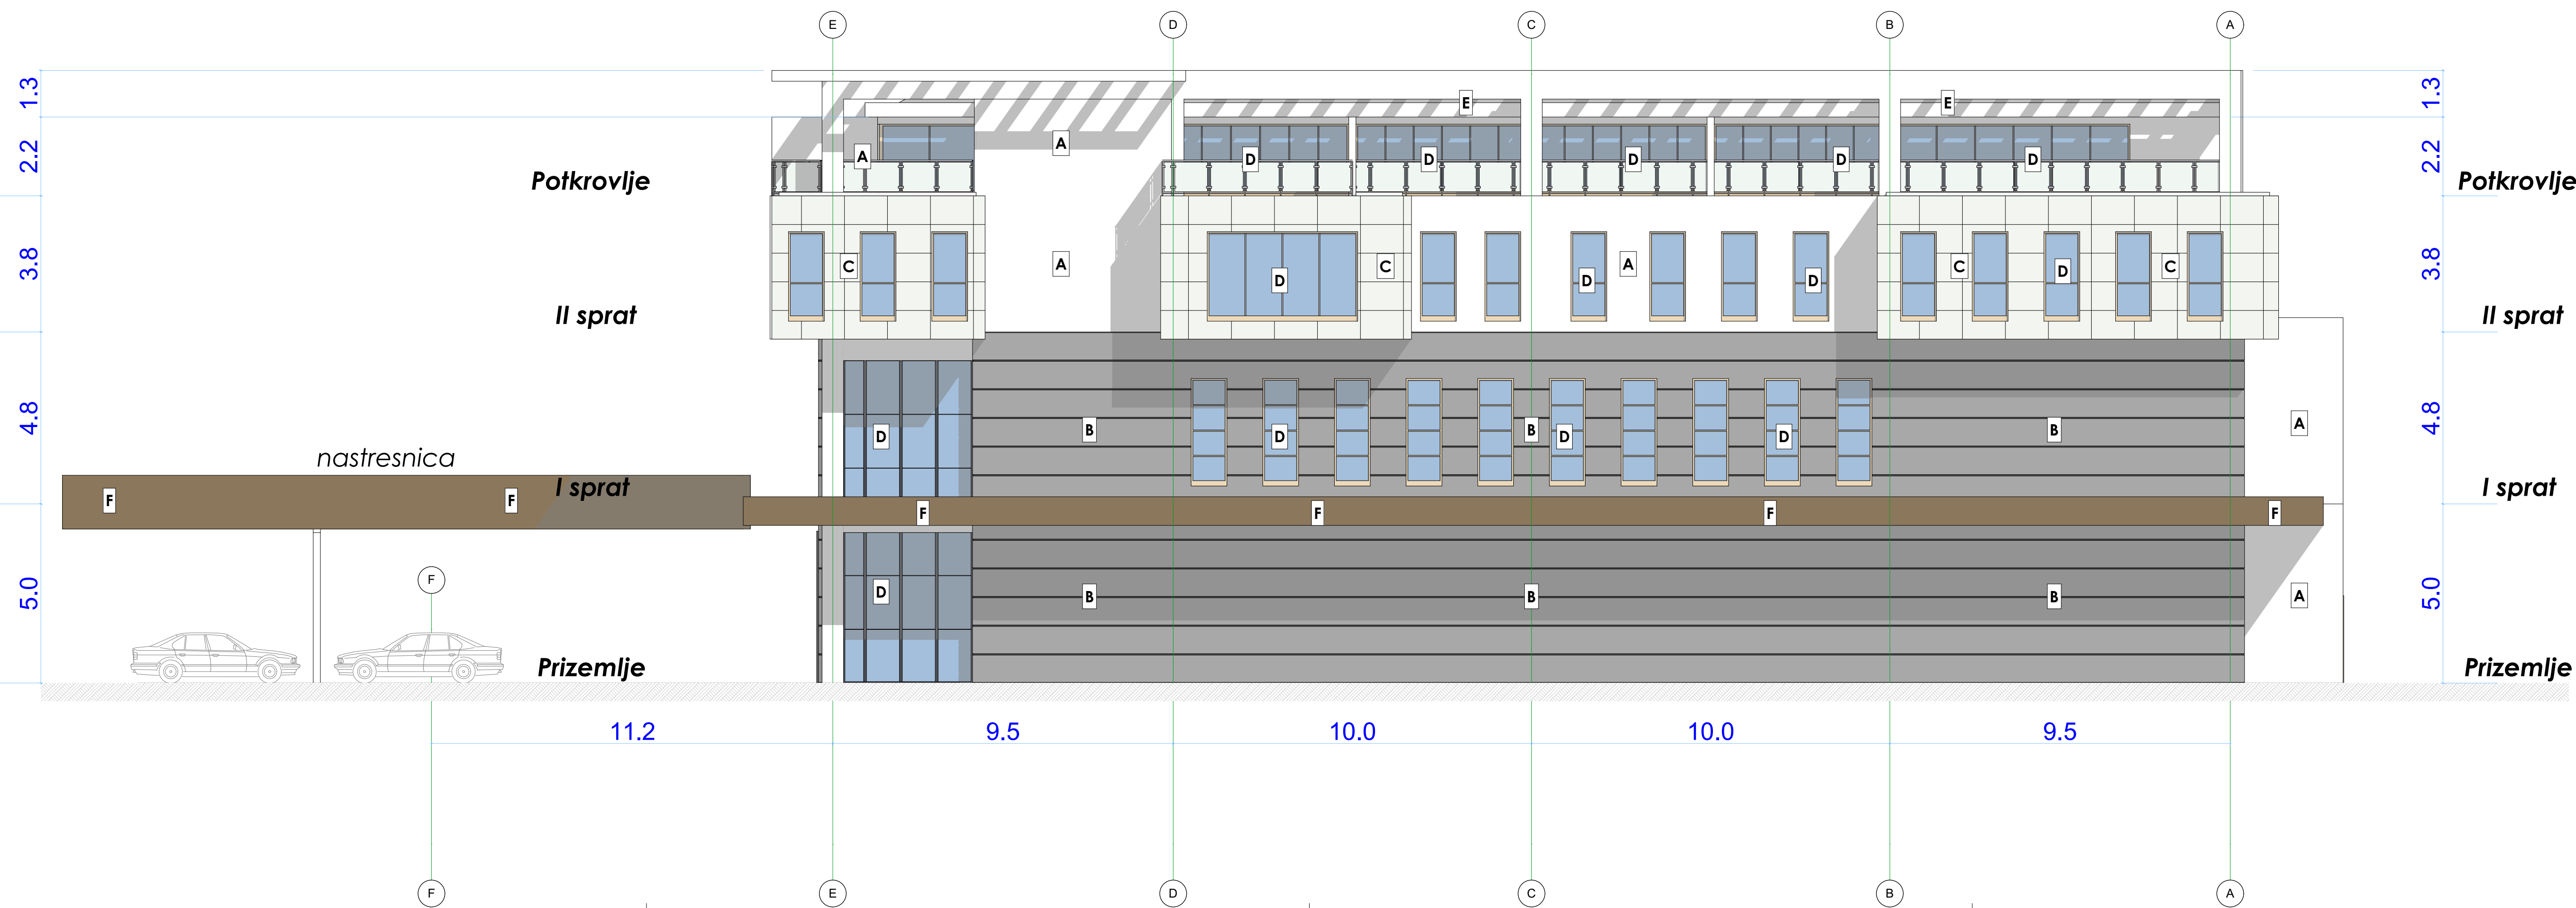 E D C B A
1.3 1.3
E E
A A D D D D D
2.2 2.2
Potkrovlje Potkrovlje
3.8 C A D C D A D C D C 3.8
II sprat II sprat
4.8 D B D B D D B A 4.8
nastresnica
I sprat I sprat
F F F F F F
F
5.0 D B B B A 5.0
Prizemlje Prizemlje
11.2 9.5 10.0 10.0 9.5
F E D C B A